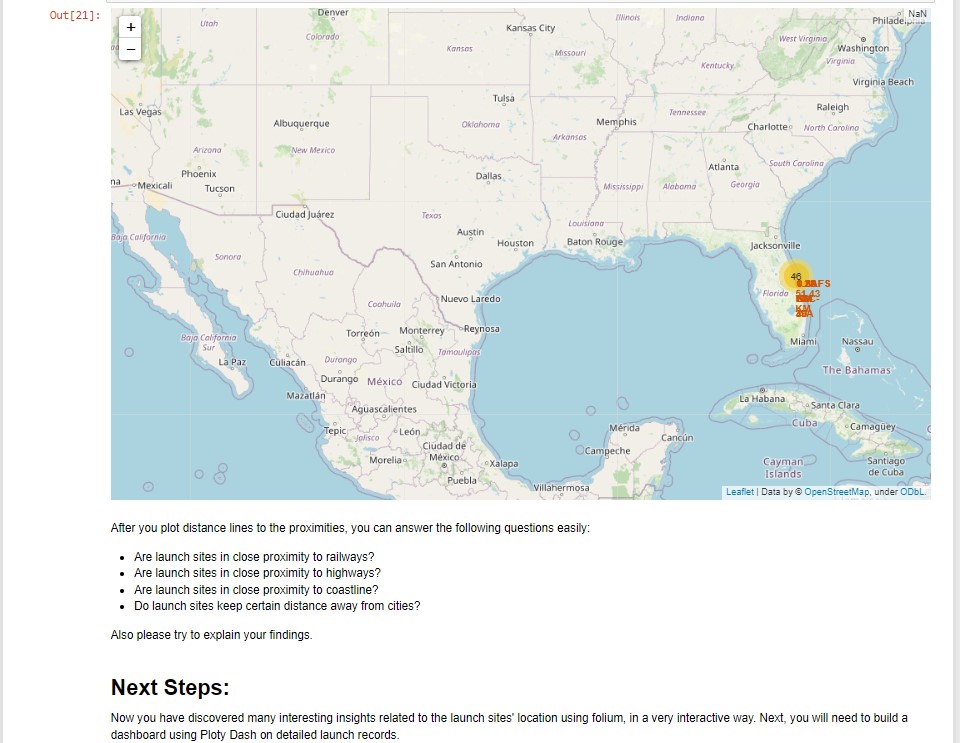 Out[21]:
+
−
NaN
Denver
Utah
Colorado
Kansas City
Kansas
Missouri
Illinois
Indiana
West Virginia
Washington
Virginia
Kentucky
Virginia Beach
Las Vegas
Tulsa
Raleigh
Albuquerque
Oklahoma
Memphis
Tennessee
Charlotte
North Carolina
Arkansas
Arizona
New Mexico
Atlanta
South Carolina
Phoenix
Dallas
Mexicali
Tucson
Mississippi
Alabama
Georgia
Ciudad Juárez
Texas
Louisiana
Baja California
Austin
Houston
Baton Rouge
Jacksonville
Sonora
San Antonio
Chihuahua
46
Florida
51.43
KM
Coahuila
Nuevo Laredo
Torreón
Monterrey
Reynosa
Baja California
Sur
Saltillo
Tamaulipas
Miami
Nassau
La Paz
Culiacán
Durango
The Bahamas
Durango
México
Ciudad Victoria
Mazatlán
La Habana
Santa Clara
Aguascalientes
Cuba
Camagüey
Tepic
Jalisco
León
Mérida
Cancún
Ciudad de
México
Campeche
Morelia
Xalapa
Cayman
Islands
Santiago
de Cuba
Puebla
Villahermosa
Leaflet | Data by © OpenStreetMap, under ODbL.
After you plot distance lines to the proximities, you can answer the following questions easily:
• Are launch sites in close proximity to railways?
• Are launch sites in close proximity to highways?
• Are launch sites in close proximity to coastline?
• Do launch sites keep certain distance away from cities?
Also please try to explain your findings.
Next Steps:
Now you have discovered many interesting insights related to the launch sites' location using folium, in a very interactive way. Next, you will need to build a
dashboard using Ploty Dash on detailed launch records.